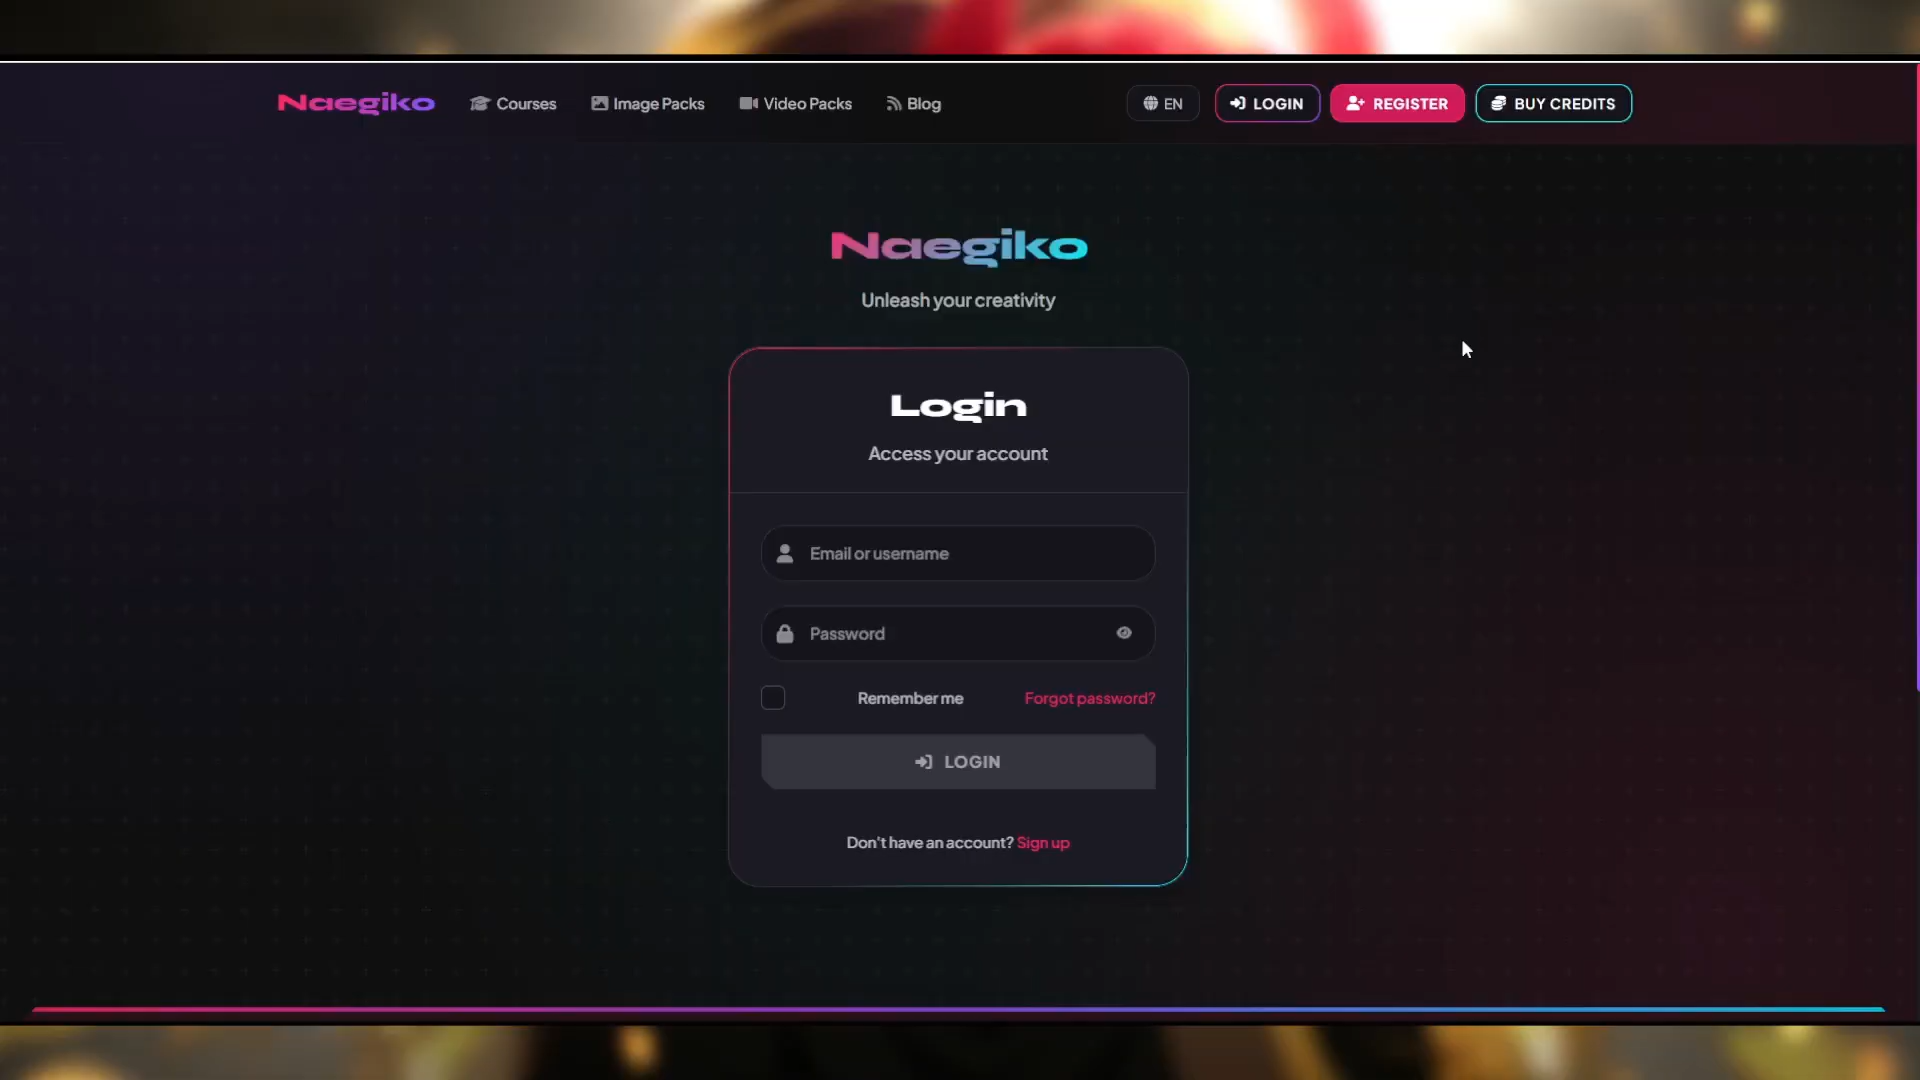 Naegiko Courses Image Packs Video Packs Blog EN LOGIN REGISTER BUY CREDITS
Naegiko
Unleash your creativity
Login
Access your account
Email or username
Password
Remember me Forgot password?
LOGIN
Don't have an account? Sign up